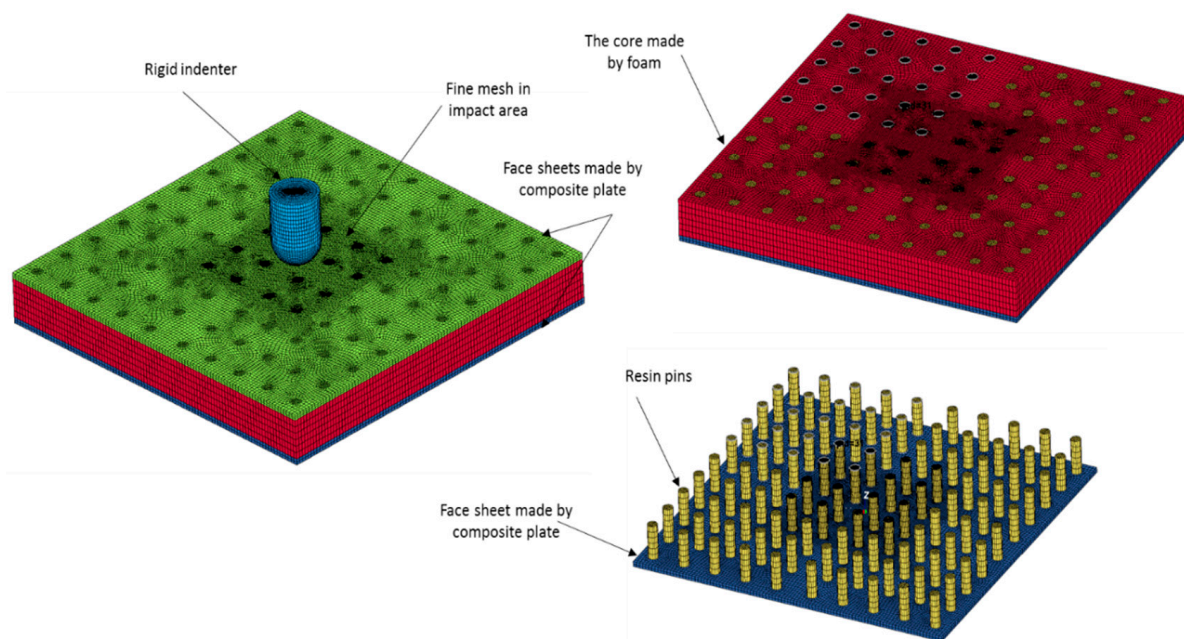 Rigid indenter
Fine mesh in
impact area
Face sheets made by
composite plate
The core made
by foam
Resin pins
Face sheet made by
composite plate
Z